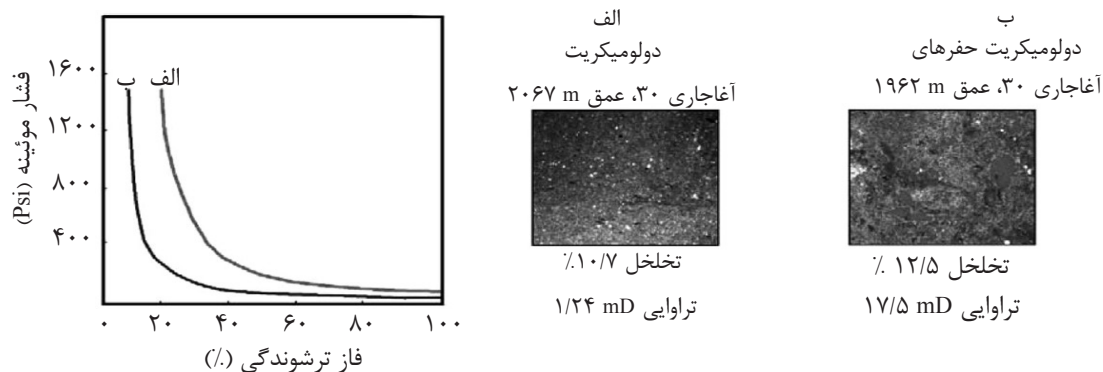 فشار موئینه (Psi)
۱۶۰۰
۱۲۰۰
۸۰۰
۴۰۰
ب
الف
۰
۲۰
۴۰
۶۰
۸۰
۱۰۰
فاز ترشوندگی (٪)
الف
دولومیکریت
آغاجاری ۳۰، عمق ۲۰۶۷ m
تخلخل ۱۰/۷٪
تراوایی ۱/۲۴ mD
ب
دولومیکریت حفرهای
آغاجاری ۳۰، عمق ۱۹۶۲ m
تخلخل ۱۲/۵ ٪
تراوایی ۱۷/۵ mD